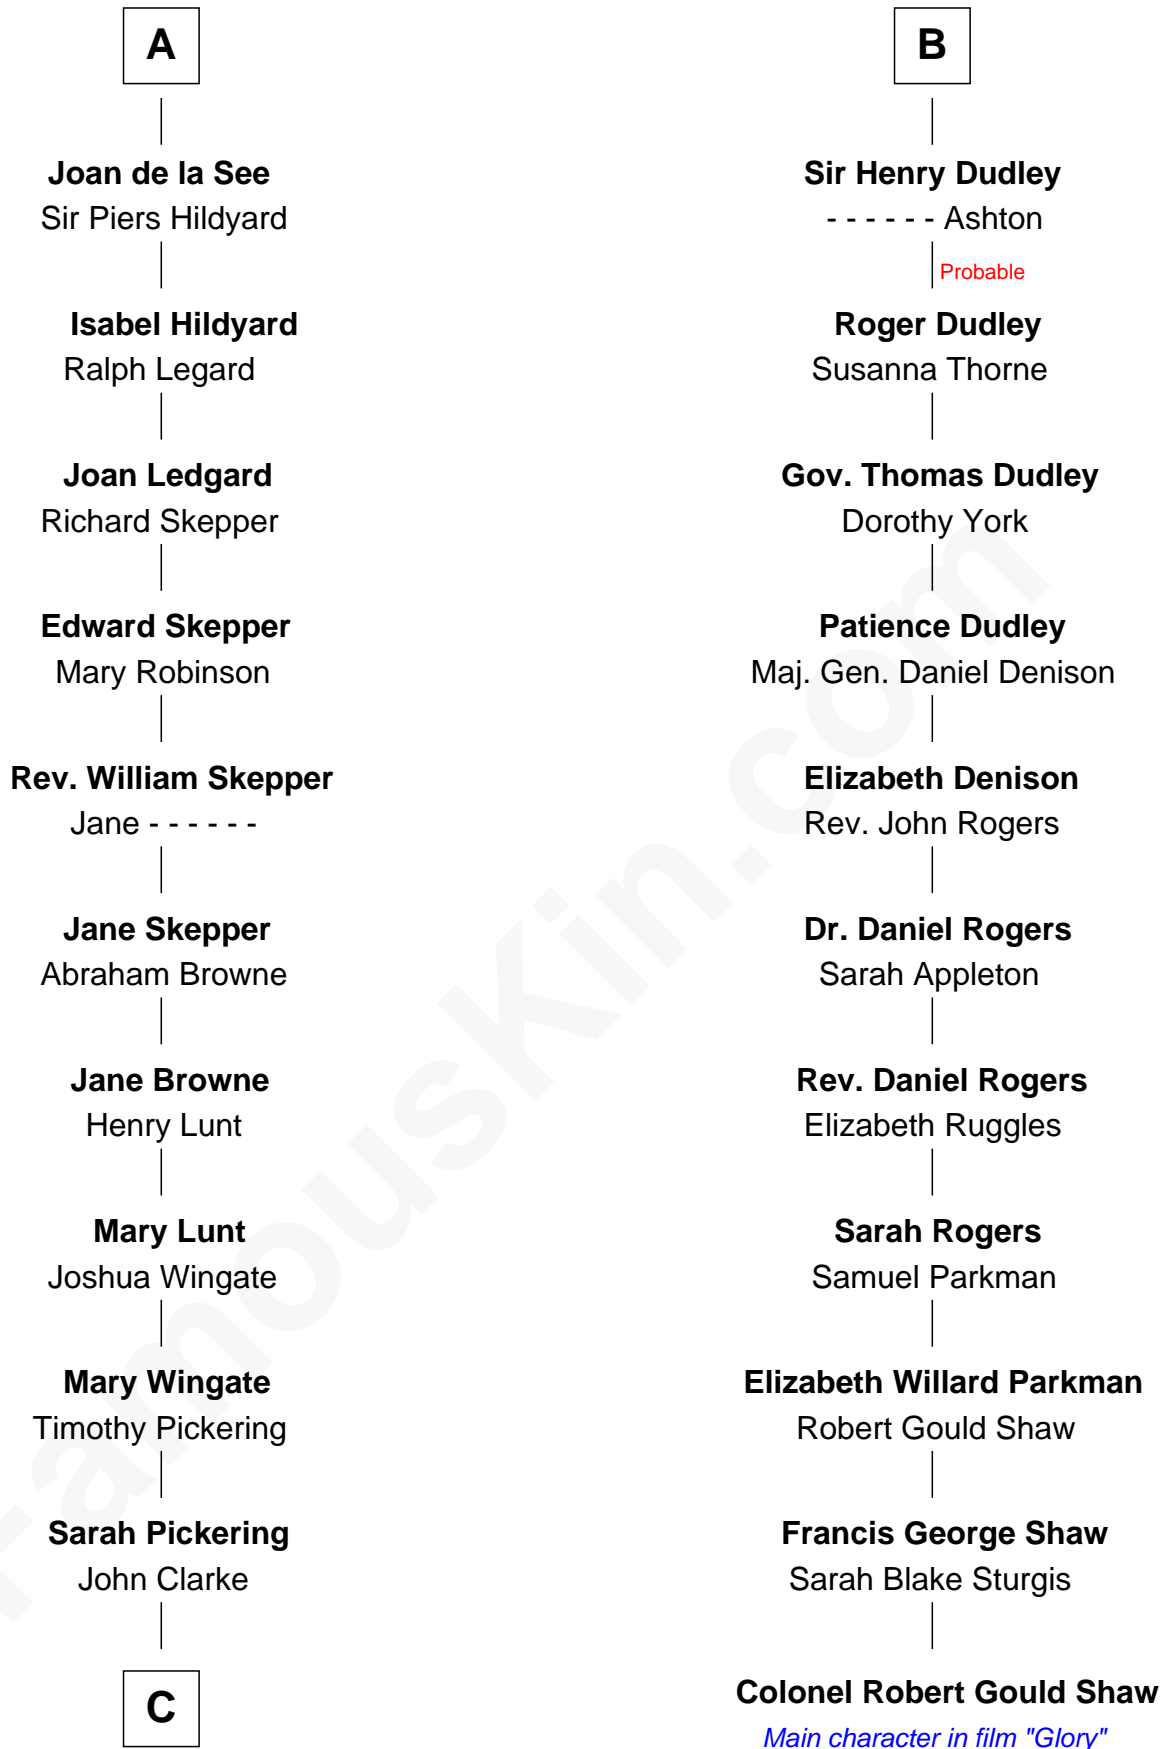 A
Joan de la See
Sir Piers Hildyard
Isabel Hildyard
Ralph Legard
Joan Ledgard
Richard Skepper
Edward Skepper
Mary Robinson
Rev. William Skepper
Jane - - - - - -
Jane Skepper
Abraham Browne
Jane Browne
Henry Lunt
Mary Lunt
Joshua Wingate
Mary Wingate
Timothy Pickering
Sarah Pickering
John Clarke
C
B
Sir Henry Dudley
- - - - - - Ashton
Probable
Roger Dudley
Susanna Thorne
Gov. Thomas Dudley
Dorothy York
Patience Dudley
Maj. Gen. Daniel Denison
Elizabeth Denison
Rev. John Rogers
Dr. Daniel Rogers
Sarah Appleton
Rev. Daniel Rogers
Elizabeth Ruggles
Sarah Rogers
Samuel Parkman
Elizabeth Willard Parkman
Robert Gould Shaw
Francis George Shaw
Sarah Blake Sturgis
Colonel Robert Gould Shaw
Main character in film "Glory"
FamousKin.com